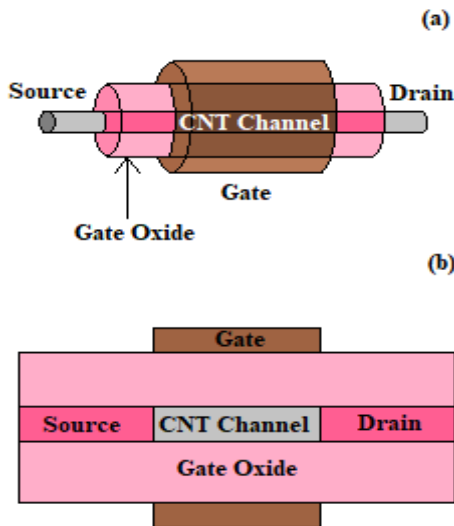 (a)
Source
Drain
CNT Channel
Gate
Gate Oxide
(b)
Gate
Source
CNT Channel
Drain
Gate Oxide